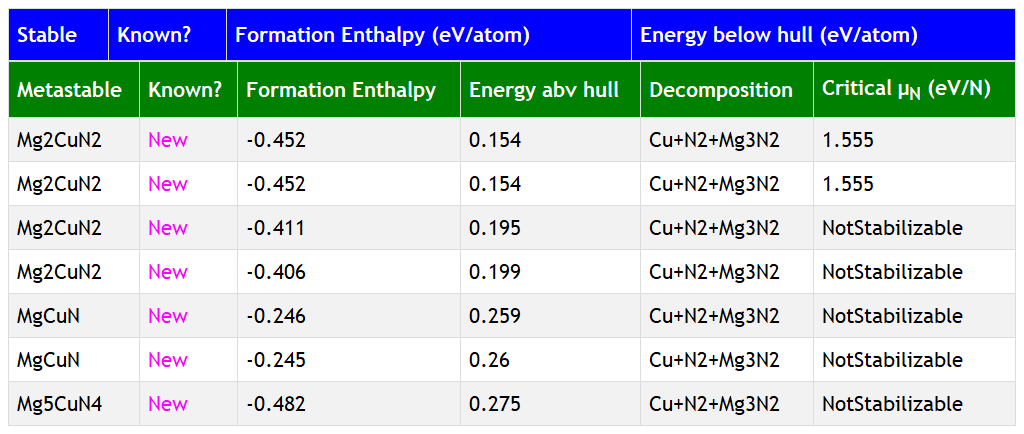 Stable Known? Formation Enthalpy (eV/atom) Energy below hull (eV/atom)
Metastable Known? Formation Enthalpy Energy abv hull Decomposition Critical μN (eV/N)
Mg2CuN2 New -0.452 0.154 Cu+N2+Mg3N2 1.555
Mg2CuN2 New -0.452 0.154 Cu+N2+Mg3N2 1.555
Mg2CuN2 New -0.411 0.195 Cu+N2+Mg3N2 NotStabilizable
Mg2CuN2 New -0.406 0.199 Cu+N2+Mg3N2 NotStabilizable
MgCuN New -0.246 0.259 Cu+N2+Mg3N2 NotStabilizable
MgCuN New -0.245 0.26 Cu+N2+Mg3N2 NotStabilizable
Mg5CuN4 New -0.482 0.275 Cu+N2+Mg3N2 NotStabilizable